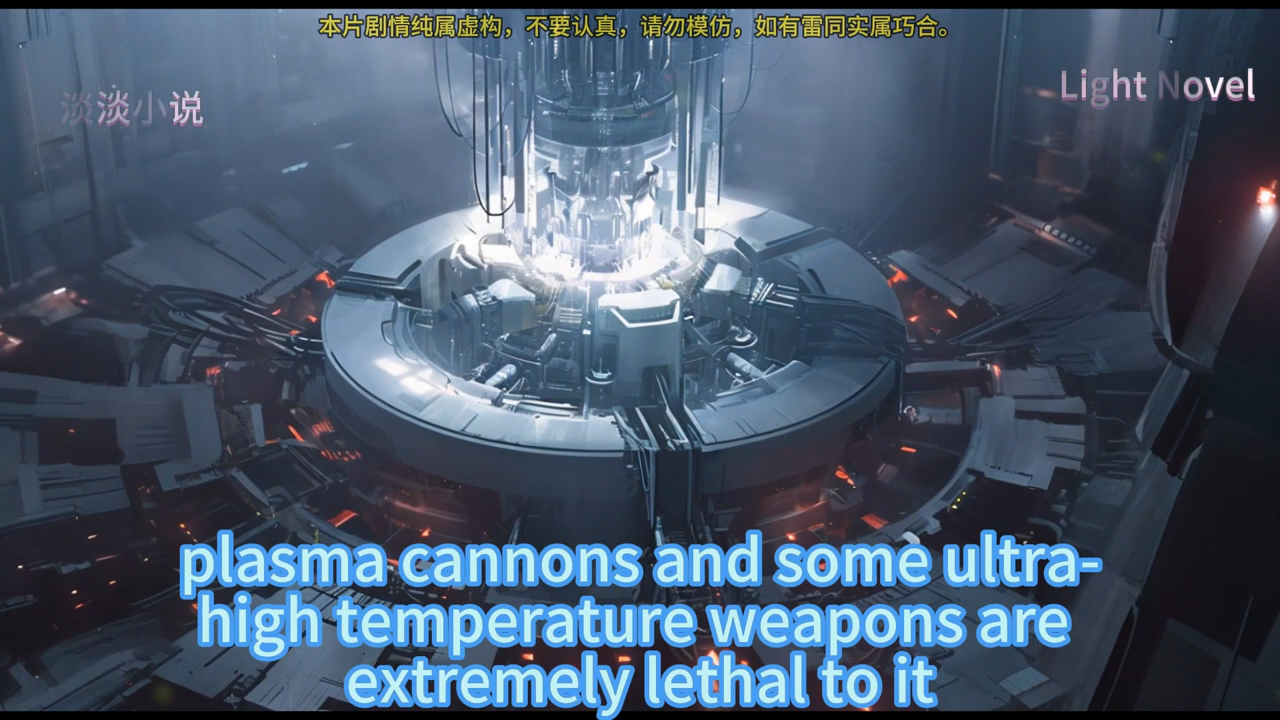 本片剧情纯属虚构，不要认真，请勿模仿，如有雷同实属巧合。
淡淡小说
Light Novel
plasma cannons and some ultra-
high temperature weapons are
extremely lethal to it